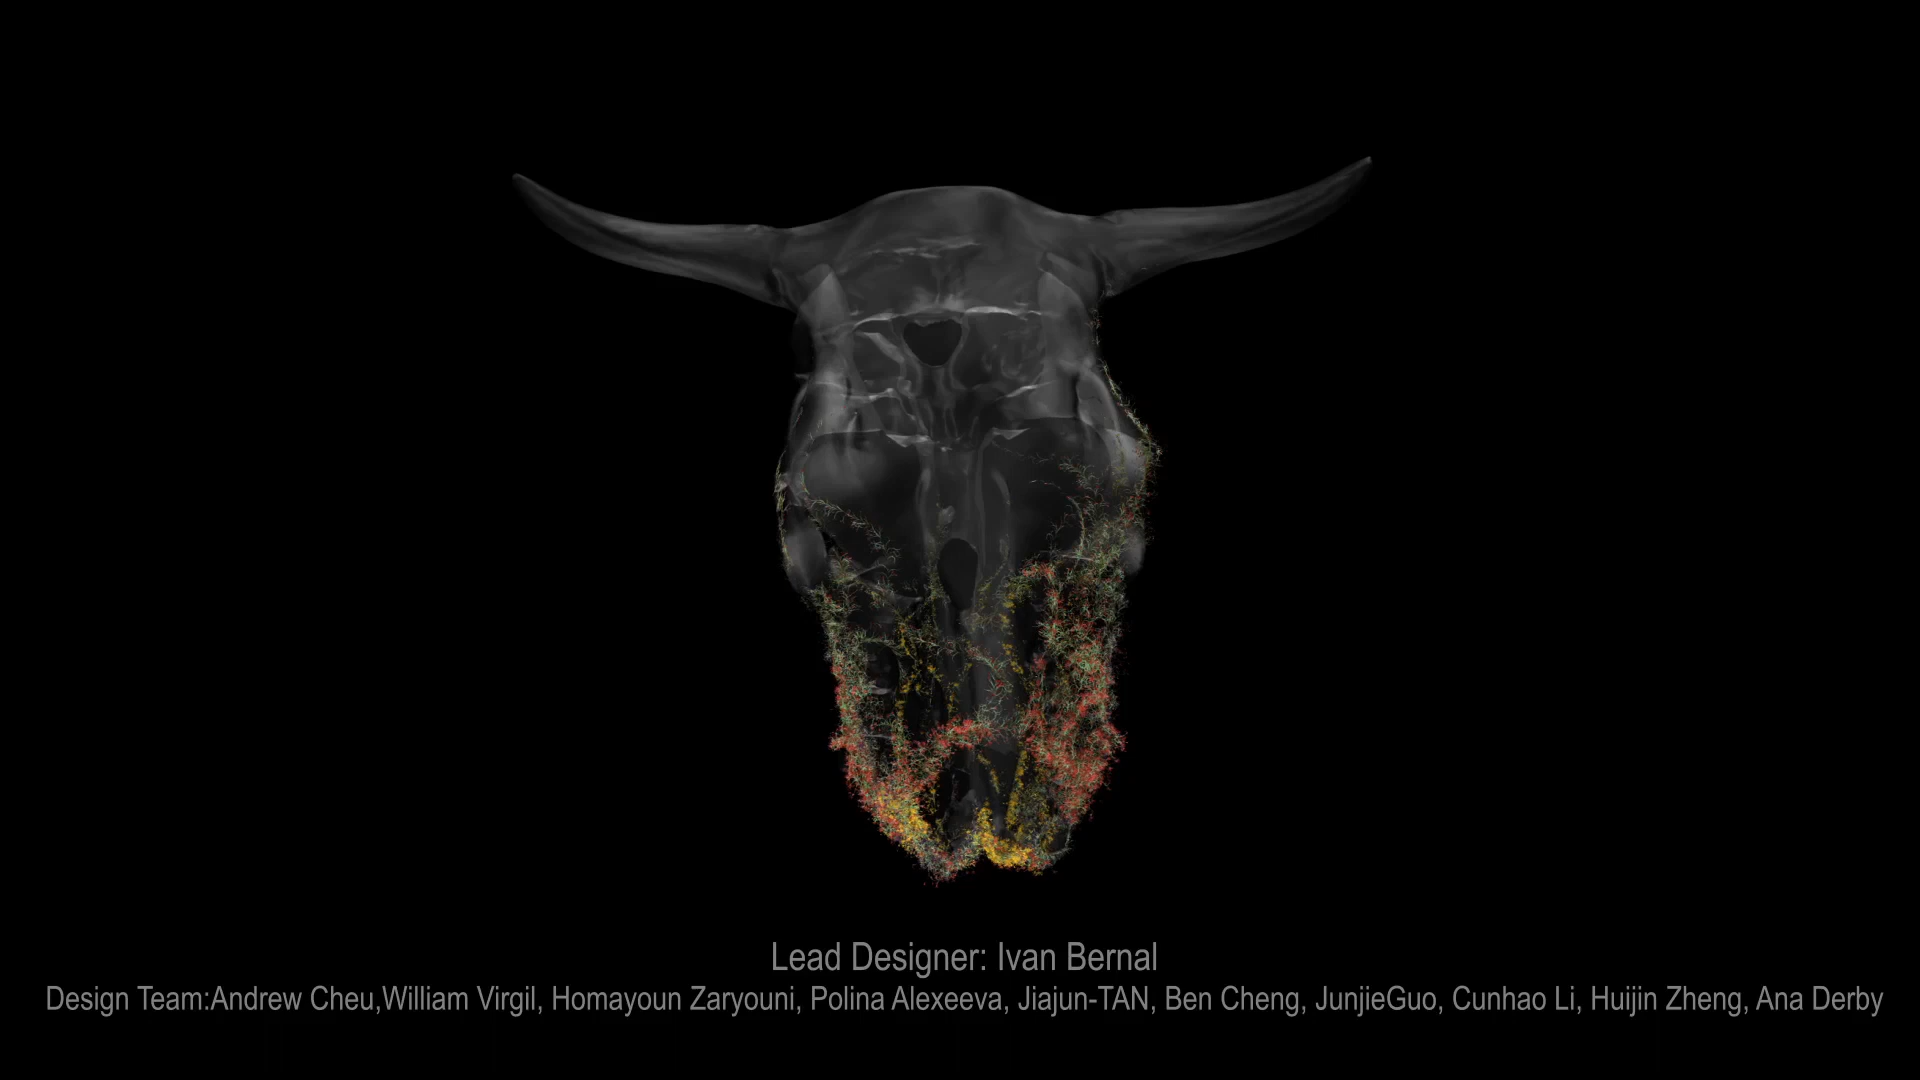 Lead Designer: Ivan Bernal
Design Team:Andrew Cheu,William Virgil, Homayoun Zaryouni, Polina Alexeeva, Jiajun-TAN, Ben Cheng, JunjieGuo, Cunhao Li, Huijin Zheng, Ana Derby